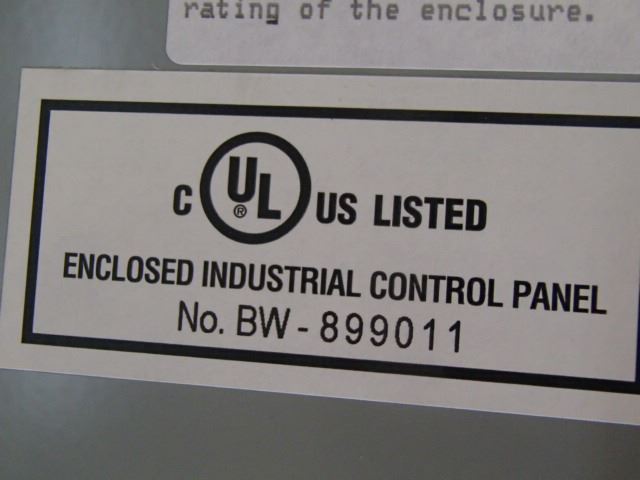 rating of the enclosure.
C UL ® US LISTED
ENCLOSED INDUSTRIAL CONTROL PANEL
No. BW - 899011